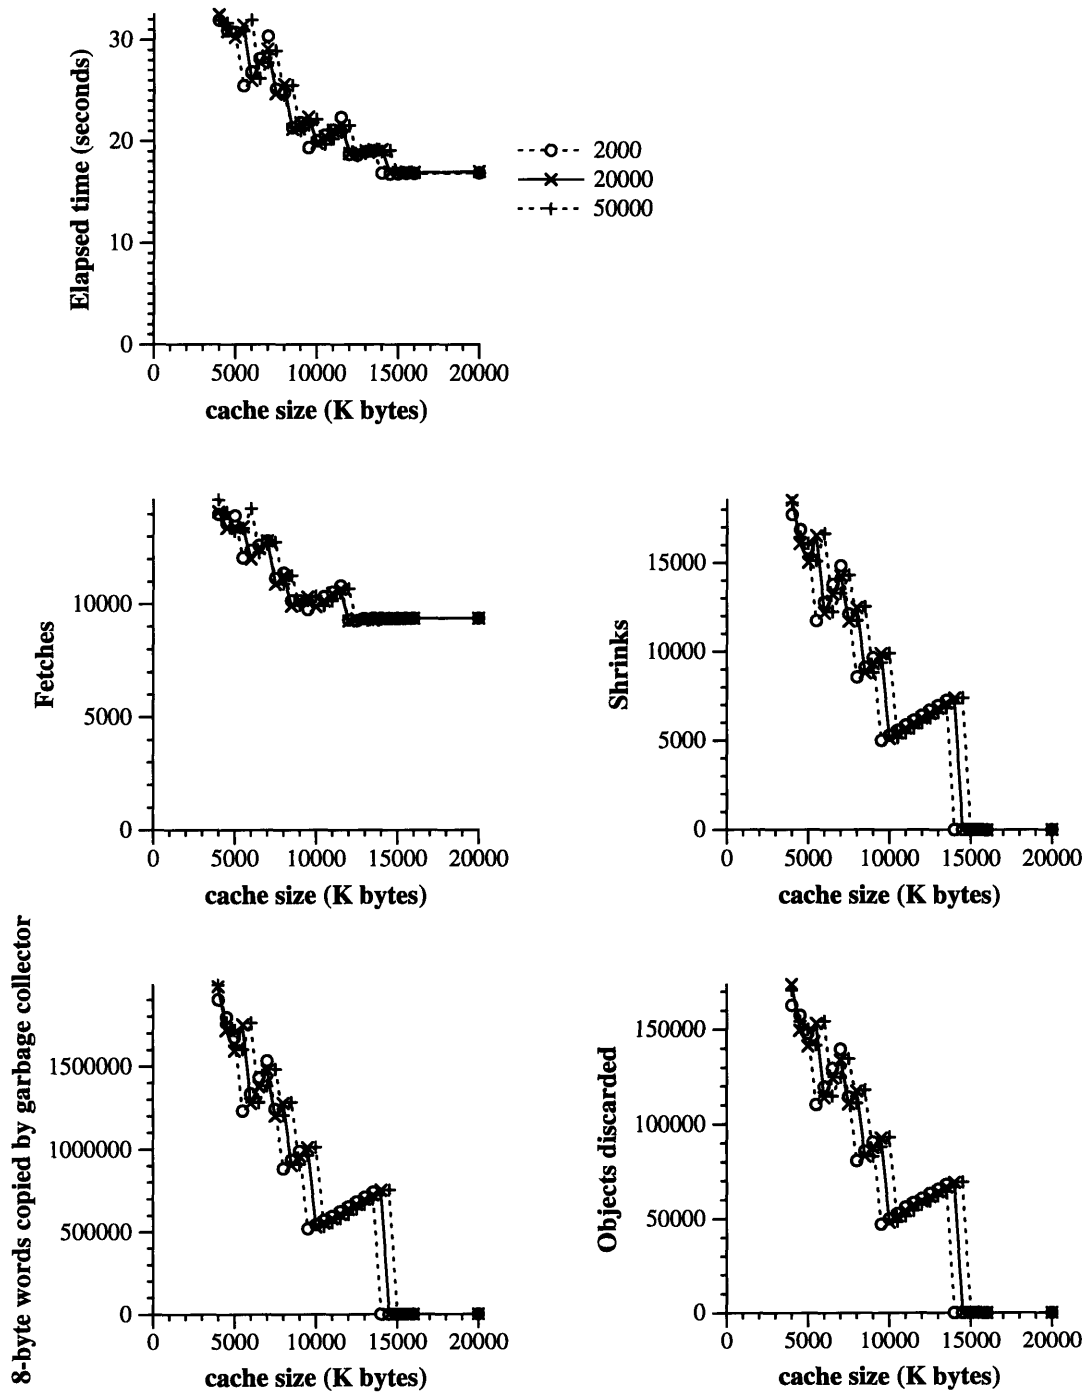 Elapsed time (seconds)
30
20
10
0
0 5000 10000 15000 20000
cache size (K bytes)
2000
20000
50000
Fetches
10000
5000
0
0 5000 10000 15000 20000
cache size (K bytes)
Shrinks
15000
10000
5000
0
0 5000 10000 15000 20000
cache size (K bytes)
8-byte words copied by garbage collector
1500000
1000000
500000
0
0 5000 10000 15000 20000
cache size (K bytes)
Objects discarded
150000
100000
50000
0
0 5000 10000 15000 20000
cache size (K bytes)